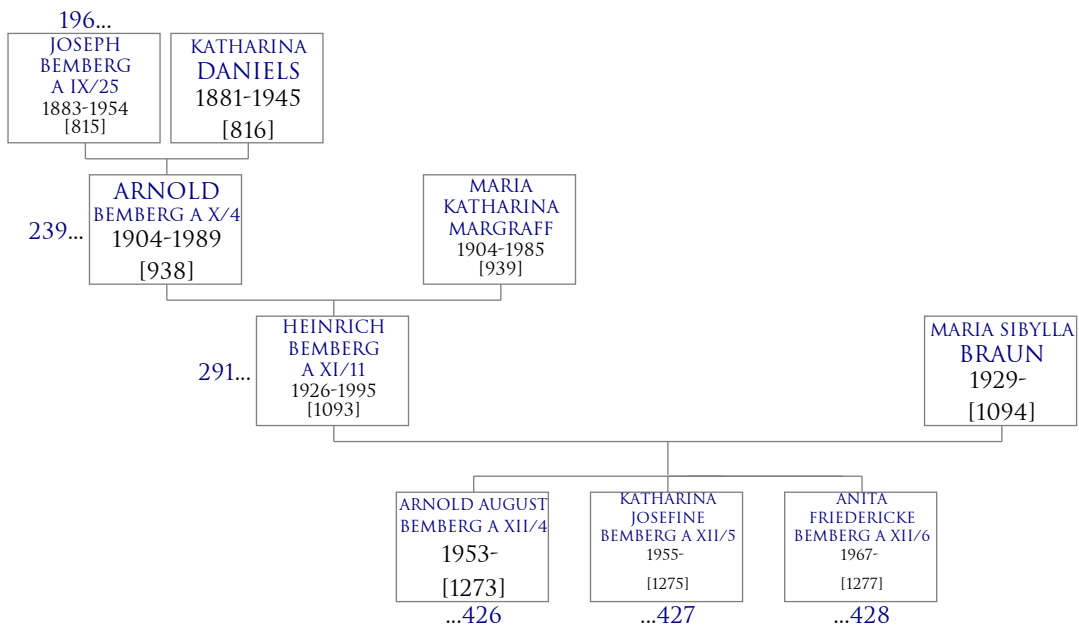 196...
JOSEPH
BEMBERG
A IX/25
1883-1954
[815]
KATHARINA
DANIELS
1881-1945
[816]
239...
ARNOLD
BEMBERG A X/4
1904-1989
[938]
MARIA
KATHARINA
MARGRAFF
1904-1985
[939]
291...
HEINRICH
BEMBERG
A XI/11
1926-1995
[1093]
MARIA SIBYLLA
BRAUN
1929-
[1094]
ARNOLD AUGUST
BEMBERG A XII/4
1953-
[1273]
...426
KATHARINA
JOSEFINE
BEMBERG A XII/5
1955-
[1275]
...427
ANITA
FRIEDERICKE
BEMBERG A XII/6
1967-
[1277]
...428